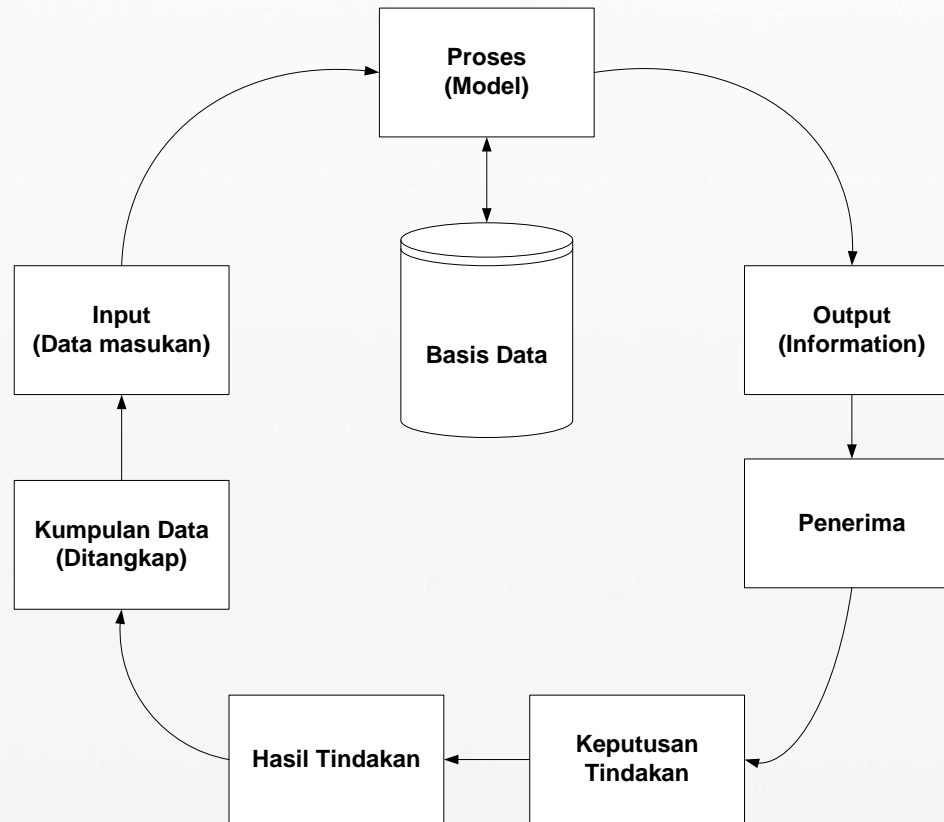 Proses
(Model)
Input
(Data masukan)
Basis Data
Output
(Information)
Kumpulan Data
(Ditangkap)
Penerima
Hasil Tindakan
Keputusan
Tindakan